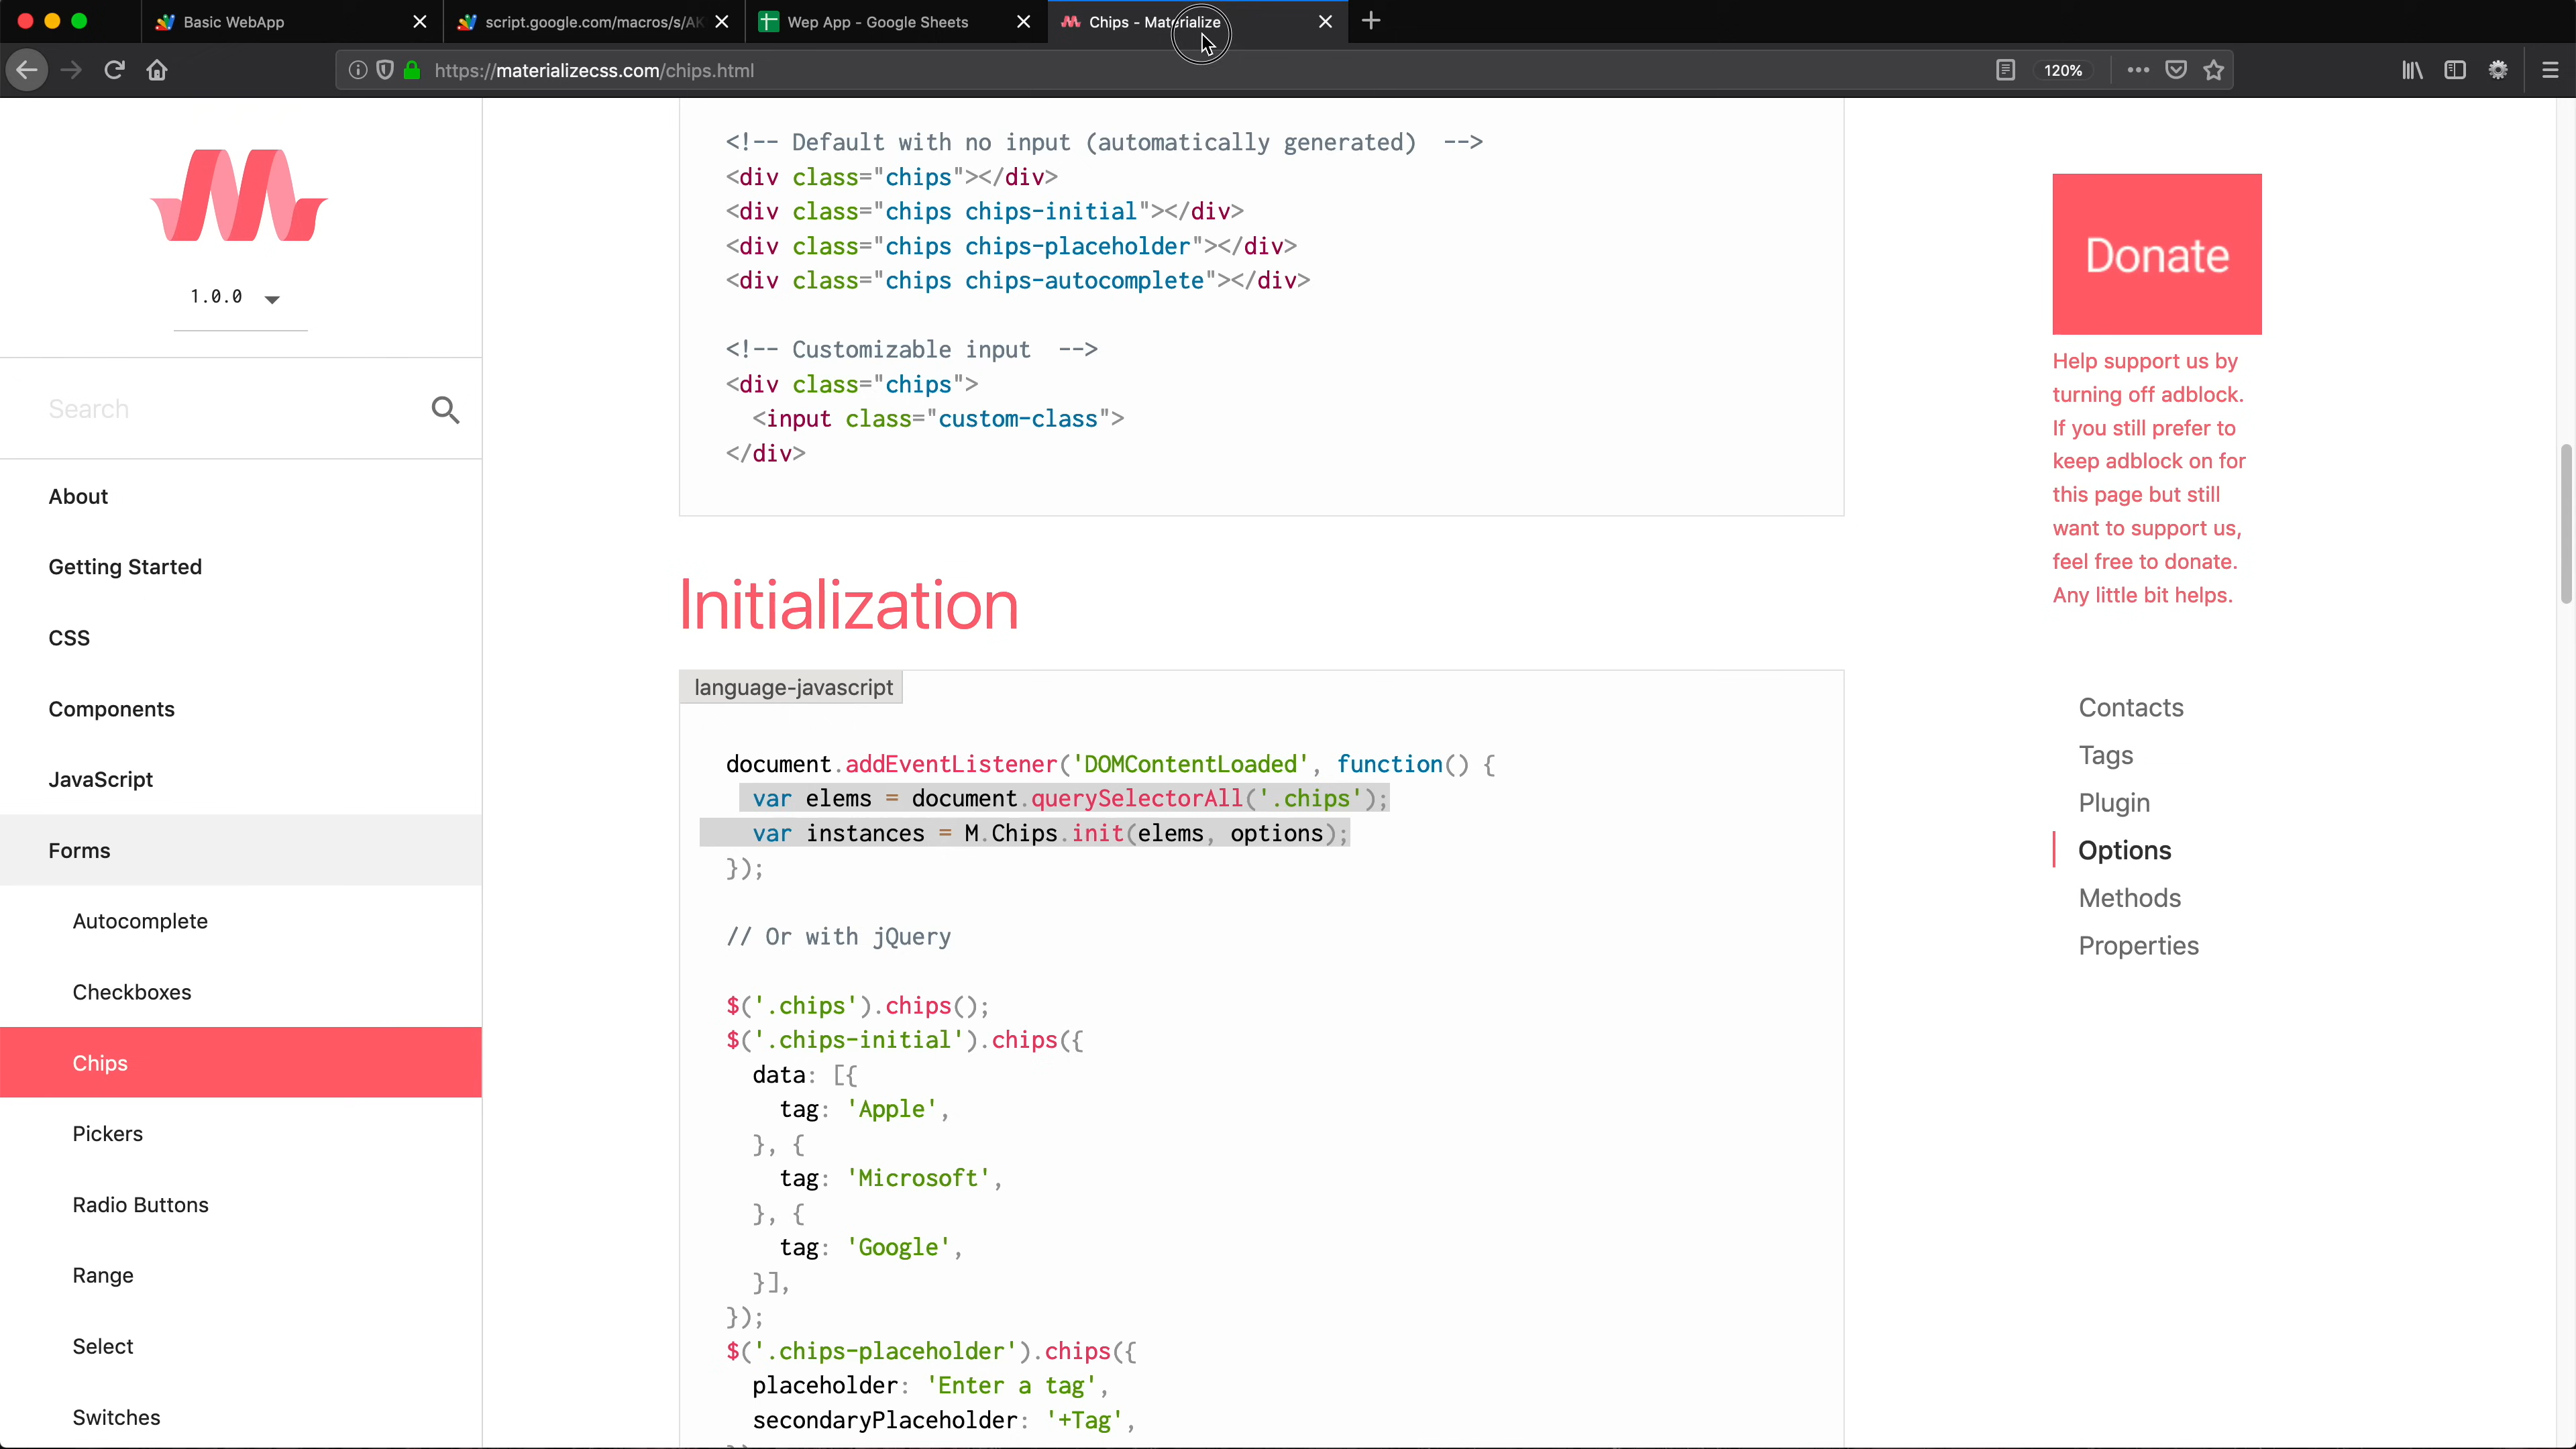 Basic WebApp
script.google.com/macros/s/AK
Wep App - Google Sheets
Chips - Materialize
https://materializecss.com/chips.html
120%
1.0.0
Search
About
Getting Started
CSS
Components
JavaScript
Forms
Autocomplete
Checkboxes
Chips
Pickers
Radio Buttons
Range
Select
Switches
<!-- Default with no input (automatically generated)  -->
<div class="chips"></div>
<div class="chips chips-initial"></div>
<div class="chips chips-placeholder"></div>
<div class="chips chips-autocomplete"></div>
<!-- Customizable input  -->
<div class="chips">
<input class="custom-class">
</div>
Initialization
language-javascript
document.addEventListener('DOMContentLoaded', function() {
var elems = document.querySelectorAll('.chips');
var instances = M.Chips.init(elems, options);
});
// Or with jQuery
$('.chips').chips();
$('.chips-initial').chips({
data: [{
tag: 'Apple',
}, {
tag: 'Microsoft',
}, {
tag: 'Google',
}],
});
$('.chips-placeholder').chips({
placeholder: 'Enter a tag',
secondaryPlaceholder: '+Tag',
Donate
Help support us by
turning off adblock.
If you still prefer to
keep adblock on for
this page but still
want to support us,
feel free to donate.
Any little bit helps.
Contacts
Tags
Plugin
Options
Methods
Properties